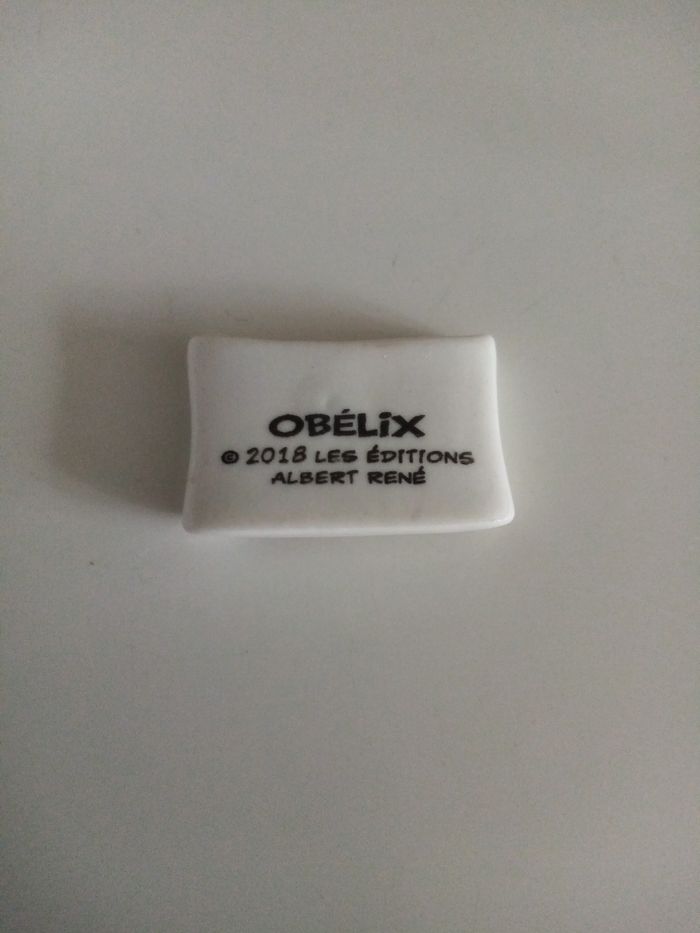 OBÉLiX
© 2018 LES ÉDITIONS
ALBERT RENÉ